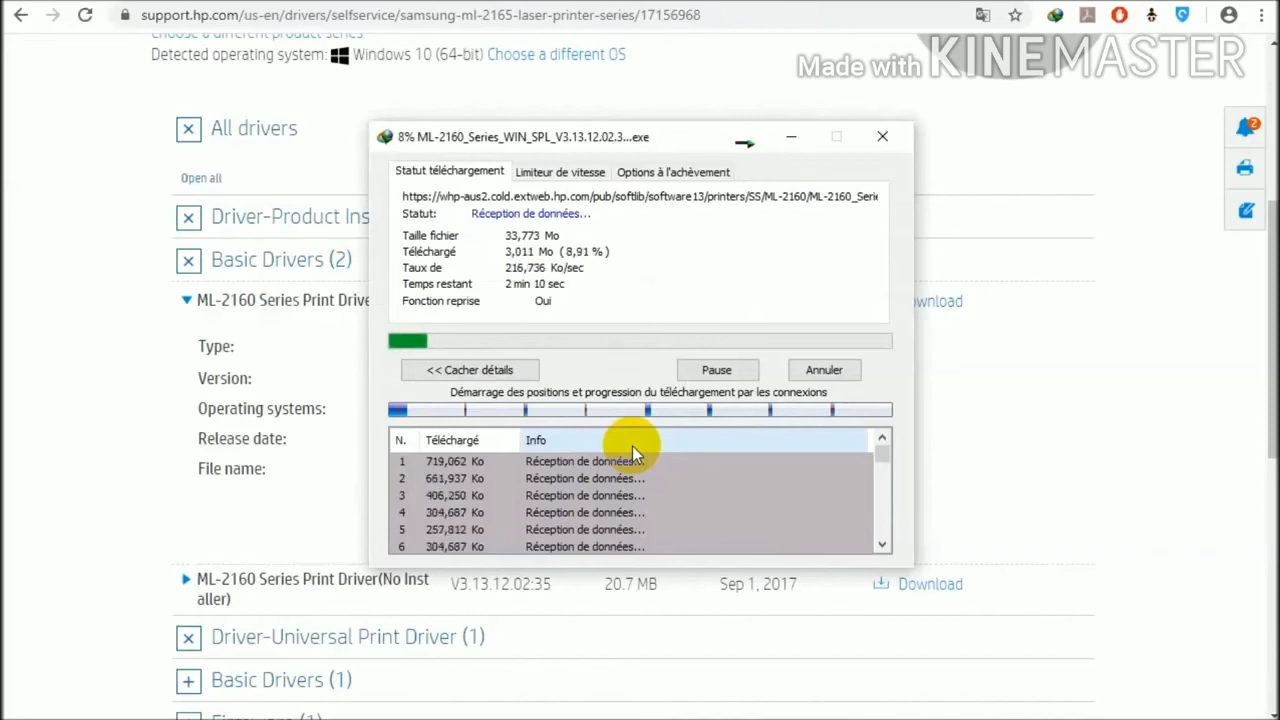 support.hp.com/us-en/drivers/selfservice/samsung-ml-2165-laser-printer-series/17156968
Choose a different product series
Detected operating system: Windows 10 (64-bit) Choose a different OS
Made with KINEMASTER
All drivers
Open all
Driver-Product Ins
Basic Drivers (2)
ML-2160 Series Print Drive
ownload
Type:
Version:
Operating systems:
Release date:
File name:
8% ML-2160_Series_WIN_SPL_V3.13.12.02.3...exe
Statut téléchargement Limiteur de vitesse Options à l'achèvement
https://whp-aus2.cold.extweb.hp.com/pub/softlib/software13/printers/SS/ML-2160/ML-2160_Serie
Statut: Réception de données...
Taille fichier 33,773 Mo
Téléchargé 3,011 Mo ( 8,91 % )
Taux de 216,736 Ko/sec
Temps restant 2 min 10 sec
Fonction reprise Oui
<< Cacher détails Pause Annuler
Démarrage des positions et progression du téléchargement par les connexions
N. Téléchargé Info
1 719,062 Ko Réception de données...
2 661,937 Ko Réception de données...
3 406,250 Ko Réception de données...
4 304,687 Ko Réception de données...
5 257,812 Ko Réception de données...
6 304,687 Ko Réception de données...
ML-2160 Series Print Driver(No Inst
aller)
V3.13.12.02:35 20.7 MB Sep 1, 2017 Download
Driver-Universal Print Driver (1)
Basic Drivers (1)
2